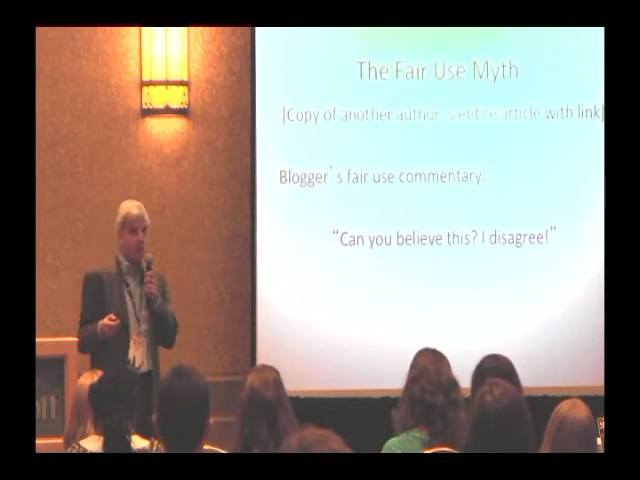 The Fair Use Myth
[Copy of another author's entire article with link]
Blogger's fair use commentary:
"Can you believe this? I disagree!"